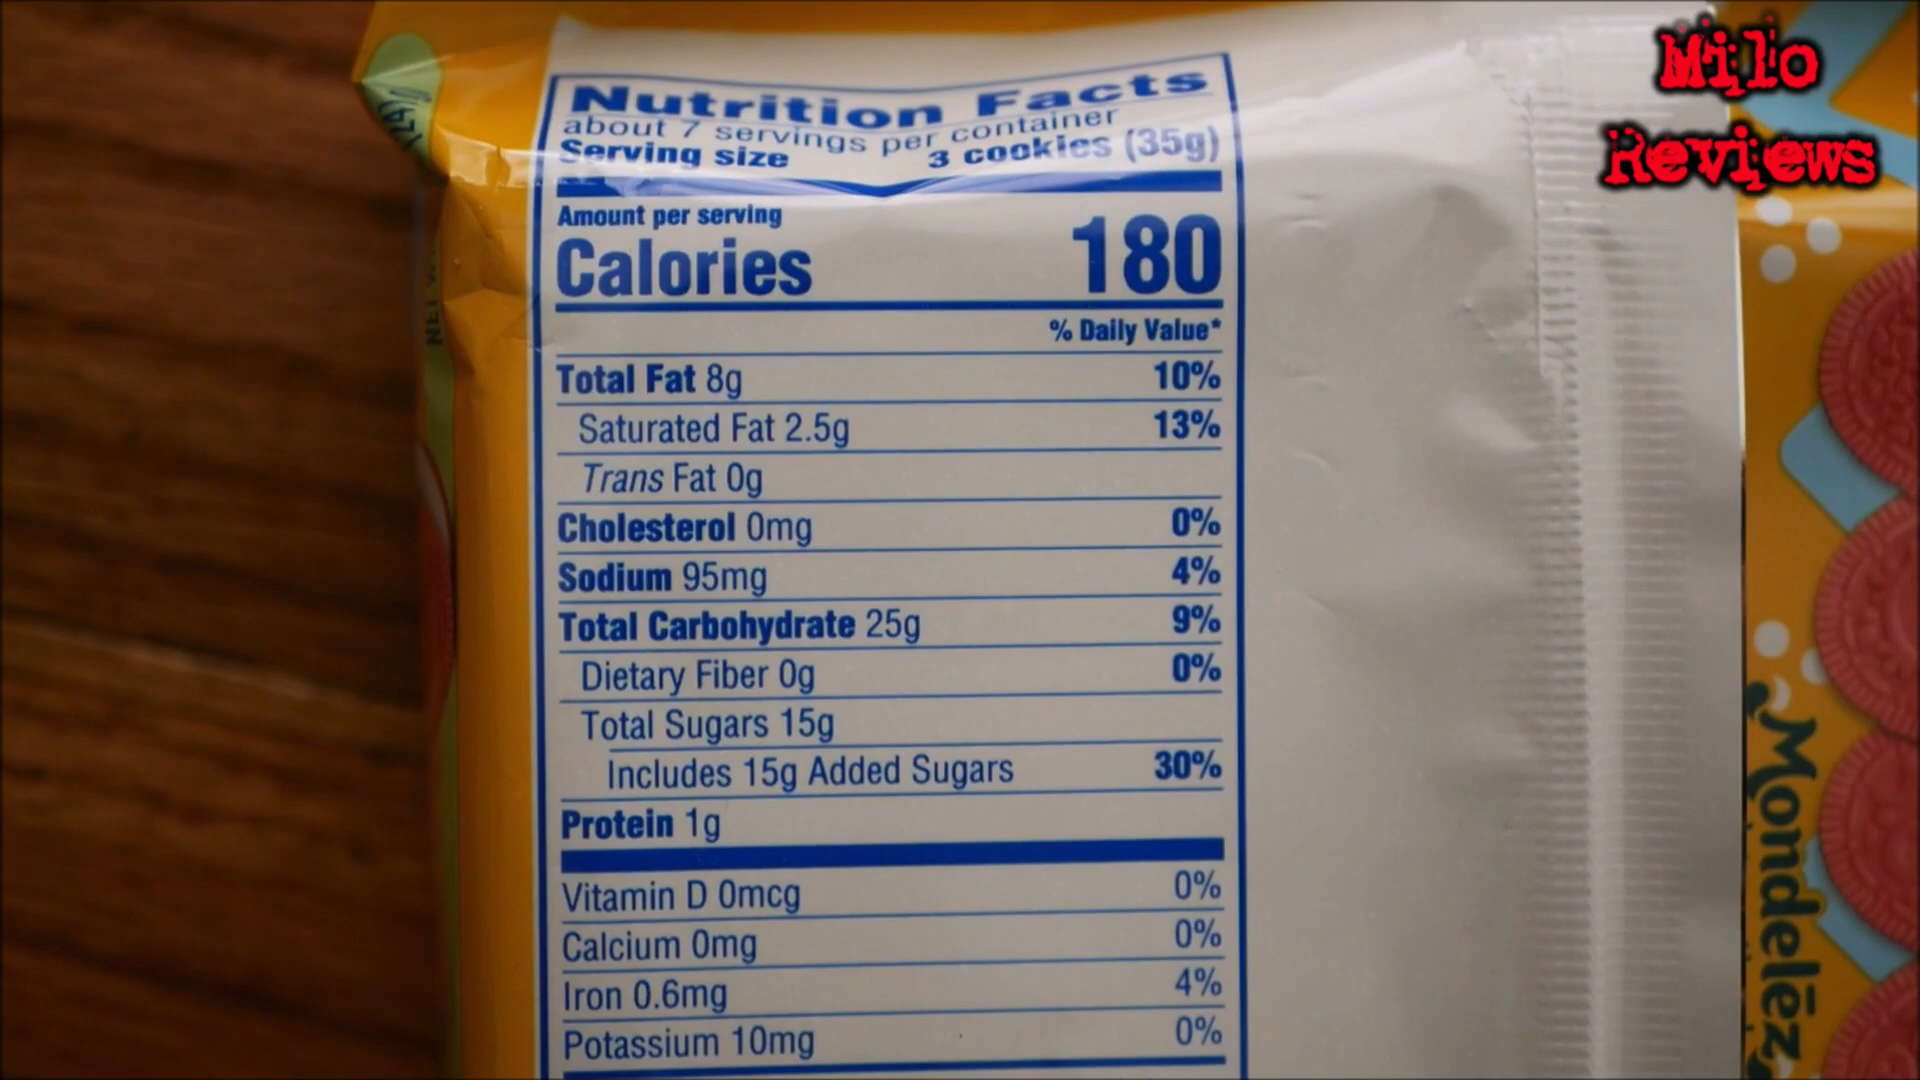 Milo
Reviews
Nutrition Facts
about 7 servings per container
Serving size 3 cookies (35g)
Amount per serving
Calories 180
% Daily Value*
Total Fat 8g 10%
Saturated Fat 2.5g 13%
Trans Fat 0g
Cholesterol 0mg 0%
Sodium 95mg 4%
Total Carbohydrate 25g 9%
Dietary Fiber 0g 0%
Total Sugars 15g
Includes 15g Added Sugars 30%
Protein 1g
Vitamin D 0mcg 0%
Calcium 0mg 0%
Iron 0.6mg 4%
Potassium 10mg 0%
Mondelēz